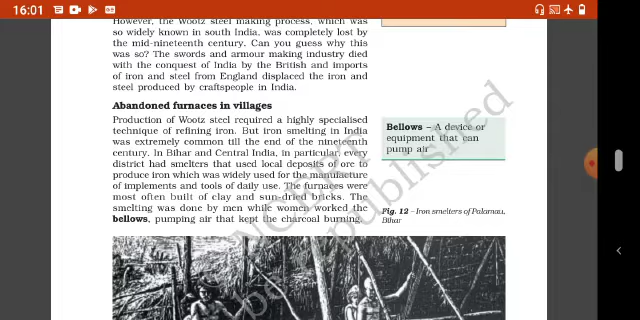 16:01
However, the Wootz steel making process, which was
so widely known in south India, was completely lost by
the mid-nineteenth century. Can you guess why this
was so? The swords and armour making industry died
with the conquest of India by the British and imports
of iron and steel from England displaced the iron and
steel produced by craftspeople in India.
Abandoned furnaces in villages
Production of Wootz steel required a highly specialised
technique of refining iron. But iron smelting in India
was extremely common till the end of the nineteenth
century. In Bihar and Central India, in particular, every
district had smelters that used local deposits of ore to
produce iron which was widely used for the manufacture
of implements and tools of daily use. The furnaces were
most often built of clay and sun-dried bricks. The
smelting was done by men while women worked the
bellows, pumping air that kept the charcoal burning.
Bellows – A device or
equipment that can
pump air
Fig. 12 – Iron smelters of Palamau,
Bihar
NCERT
republished